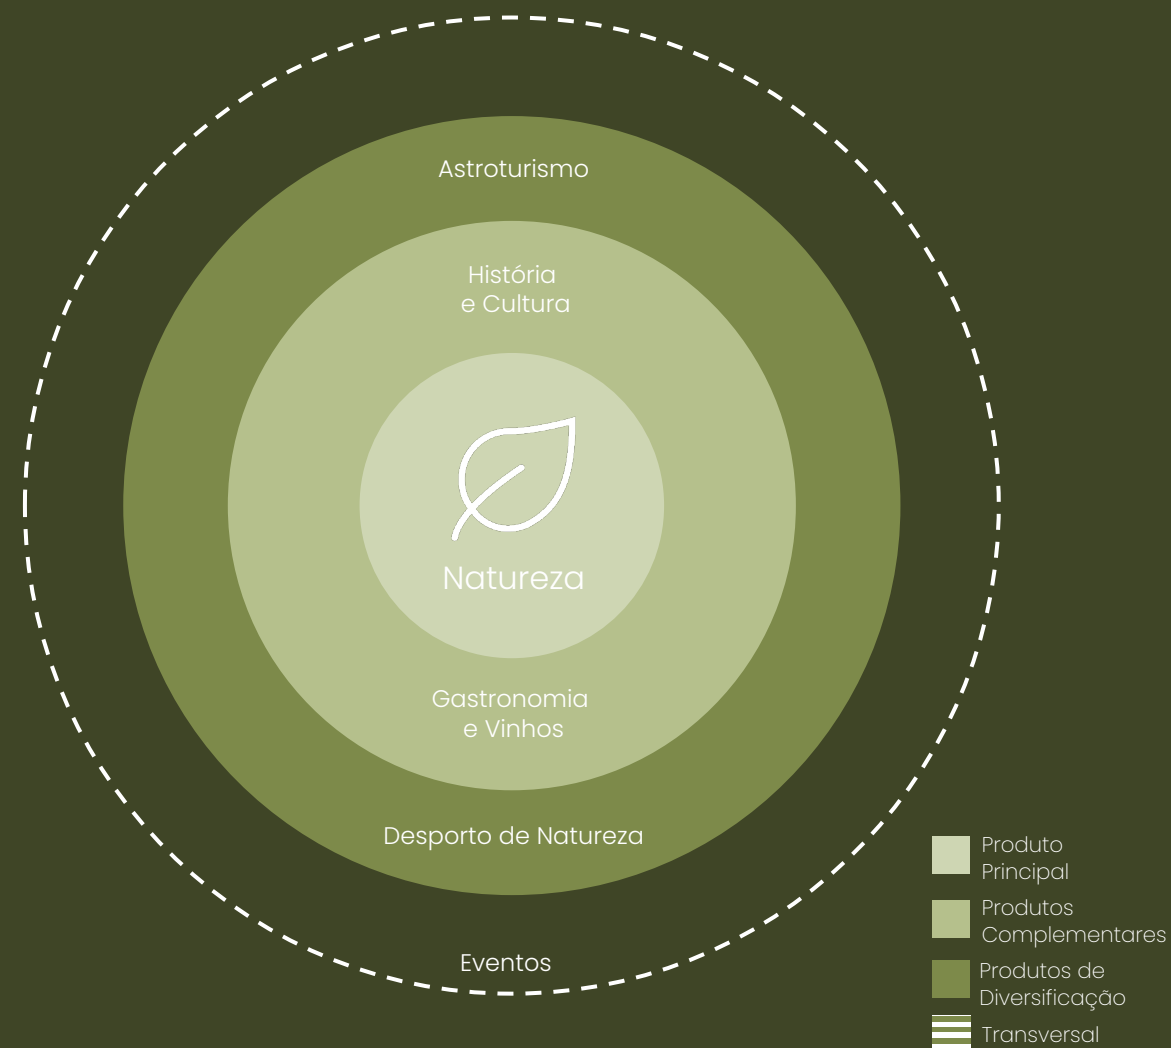 Astroturismo
História
e Cultura
Natureza
Gastronomia
e Vinhos
Desporto de Natureza
Eventos
Produto
Principal
Produtos
Complementares
Produtos de
Diversificação
Transversal